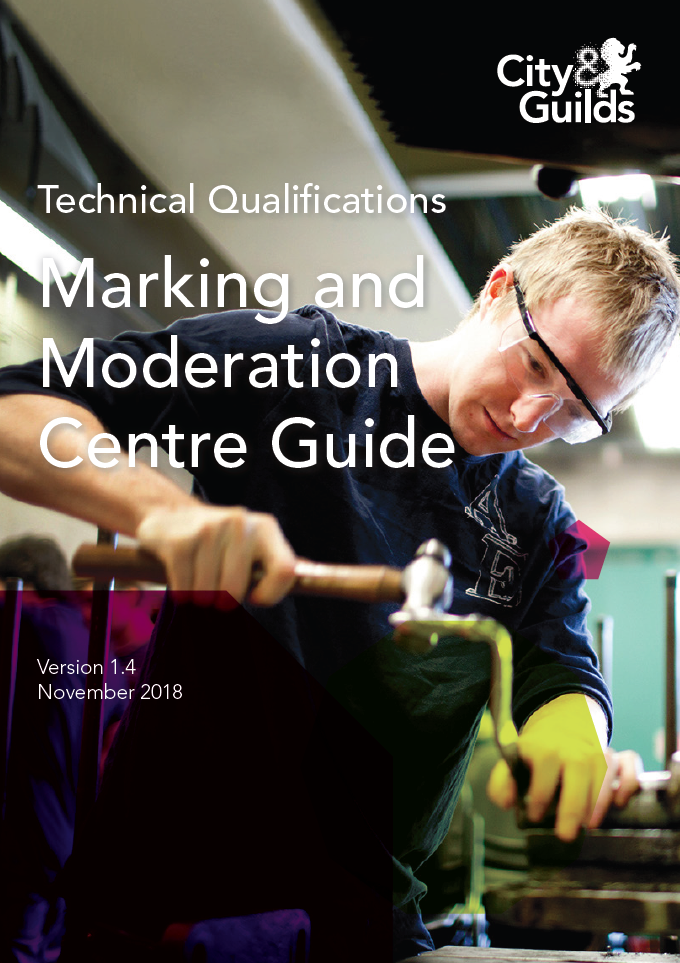 City&
Guilds
Technical Qualifications
Marking and
Moderation
Centre Guide
A
E
Version 1.4
November 2018